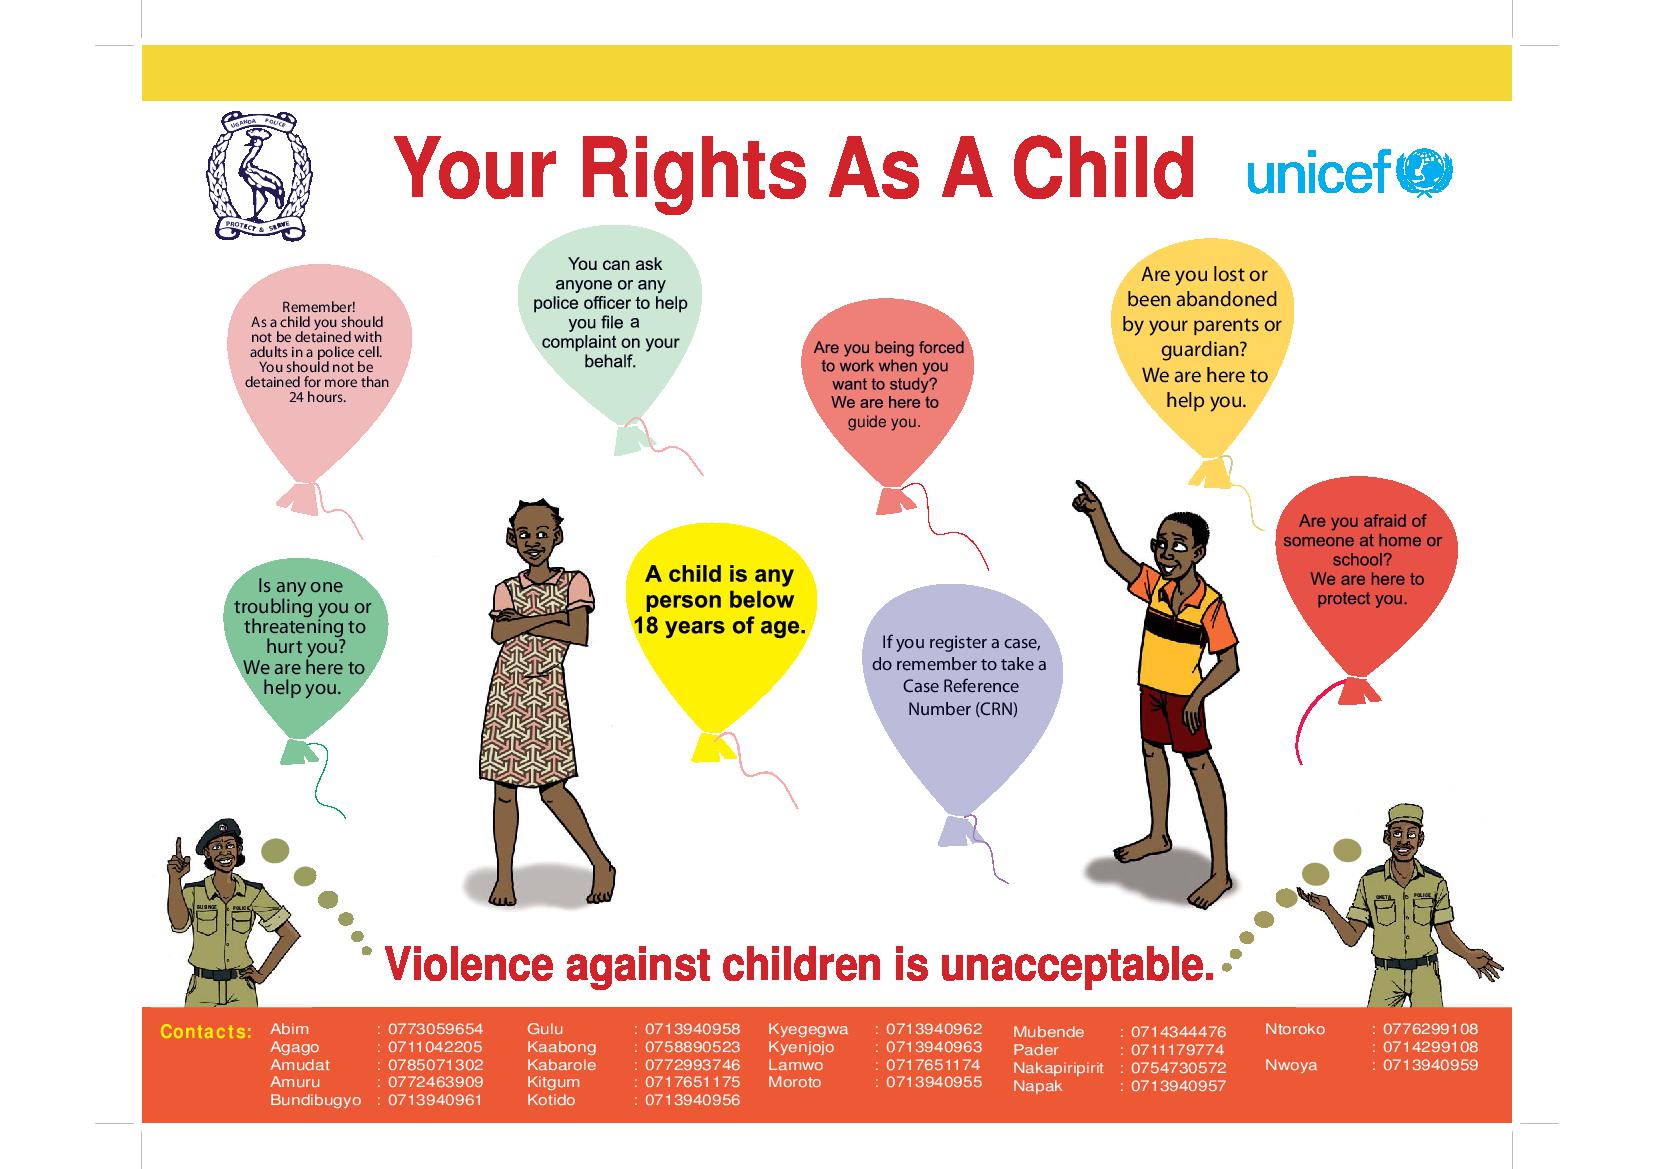 UGANDA POLICE
PROTECT & SERVE
Your Rights As A Child
unicef
Remember!
As a child you should
not be detained with
adults in a police cell.
You should not be
detained for more than
24 hours.
You can ask
anyone or any
police officer to help
you file a
complaint on your
behalf.
Are you being forced
to work when you
want to study?
We are here to
guide you.
Are you lost or
been abandoned
by your parents or
guardian?
We are here to
help you.
Is any one
troubling you or
threatening to
hurt you?
We are here to
help you.
A child is any
person below
18 years of age.
If you register a case,
do remember to take a
Case Reference
Number (CRN)
Are you afraid of
someone at home or
school?
We are here to
protect you.
BUSINGE POLICE
POLICE
Violence against children is unacceptable.
Contacts:
Abim : 0773059654
Agago : 0711042205
Amudat : 0785071302
Amuru : 0772463909
Bundibugyo : 0713940961
Gulu : 0713940958
Kaabong : 0758890523
Kabarole : 0772993746
Kitgum : 0717651175
Kotido : 0713940956
Kyegegwa : 0713940962
Kyenjojo : 0713940963
Lamwo : 0717651174
Moroto : 0713940955
Mubende : 0714344476
Pader : 0711179774
Nakapiripirit : 0754730572
Napak : 0713940957
Ntoroko : 0776299108
: 0714299108
Nwoya : 0713940959